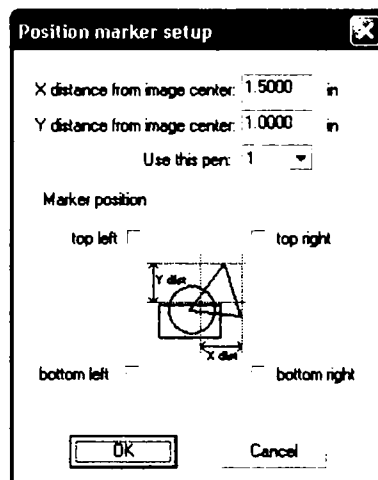 Position marker setup
X distance from image center: 1.5000 in
Y distance from image center: 1.0000 in
Use this pen: 1
Marker position
top left top right
Y dist
X dist
bottom left bottom right
OK Cancel